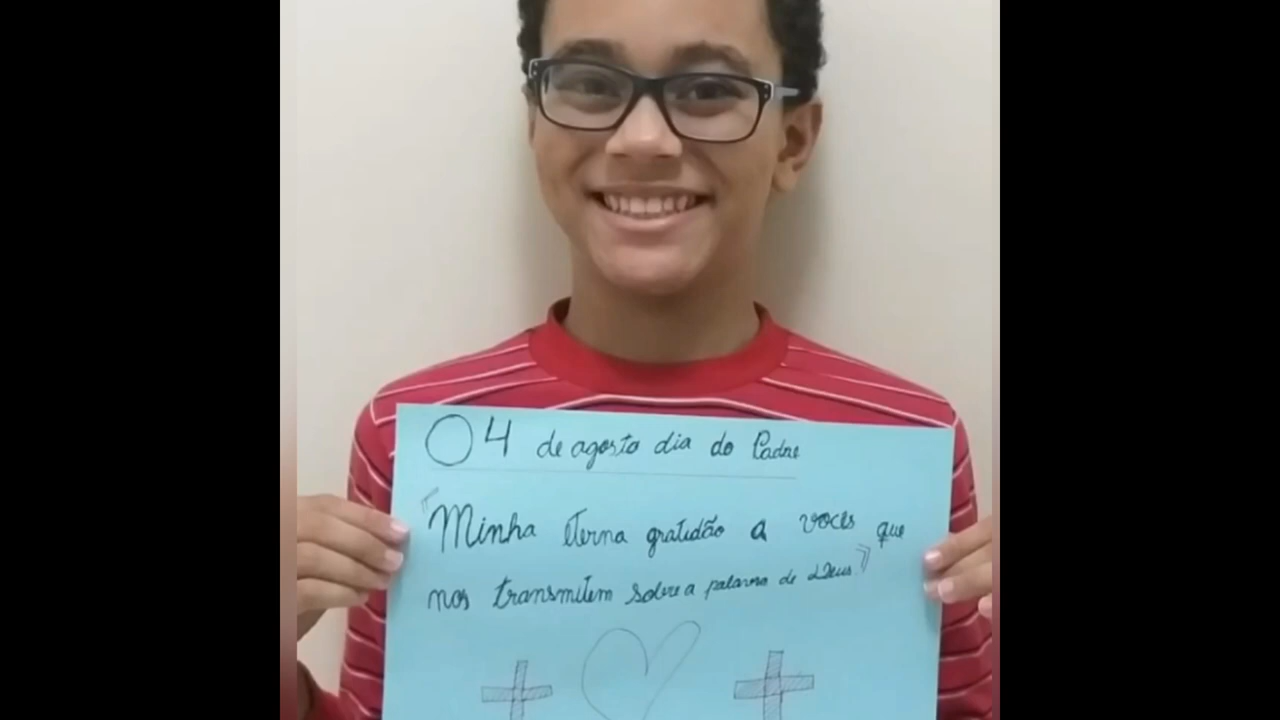 04 de agosto dia do Padre
"Minha eterna gratidão a vocês que
nos transmitem sobre a palavra de Deus"